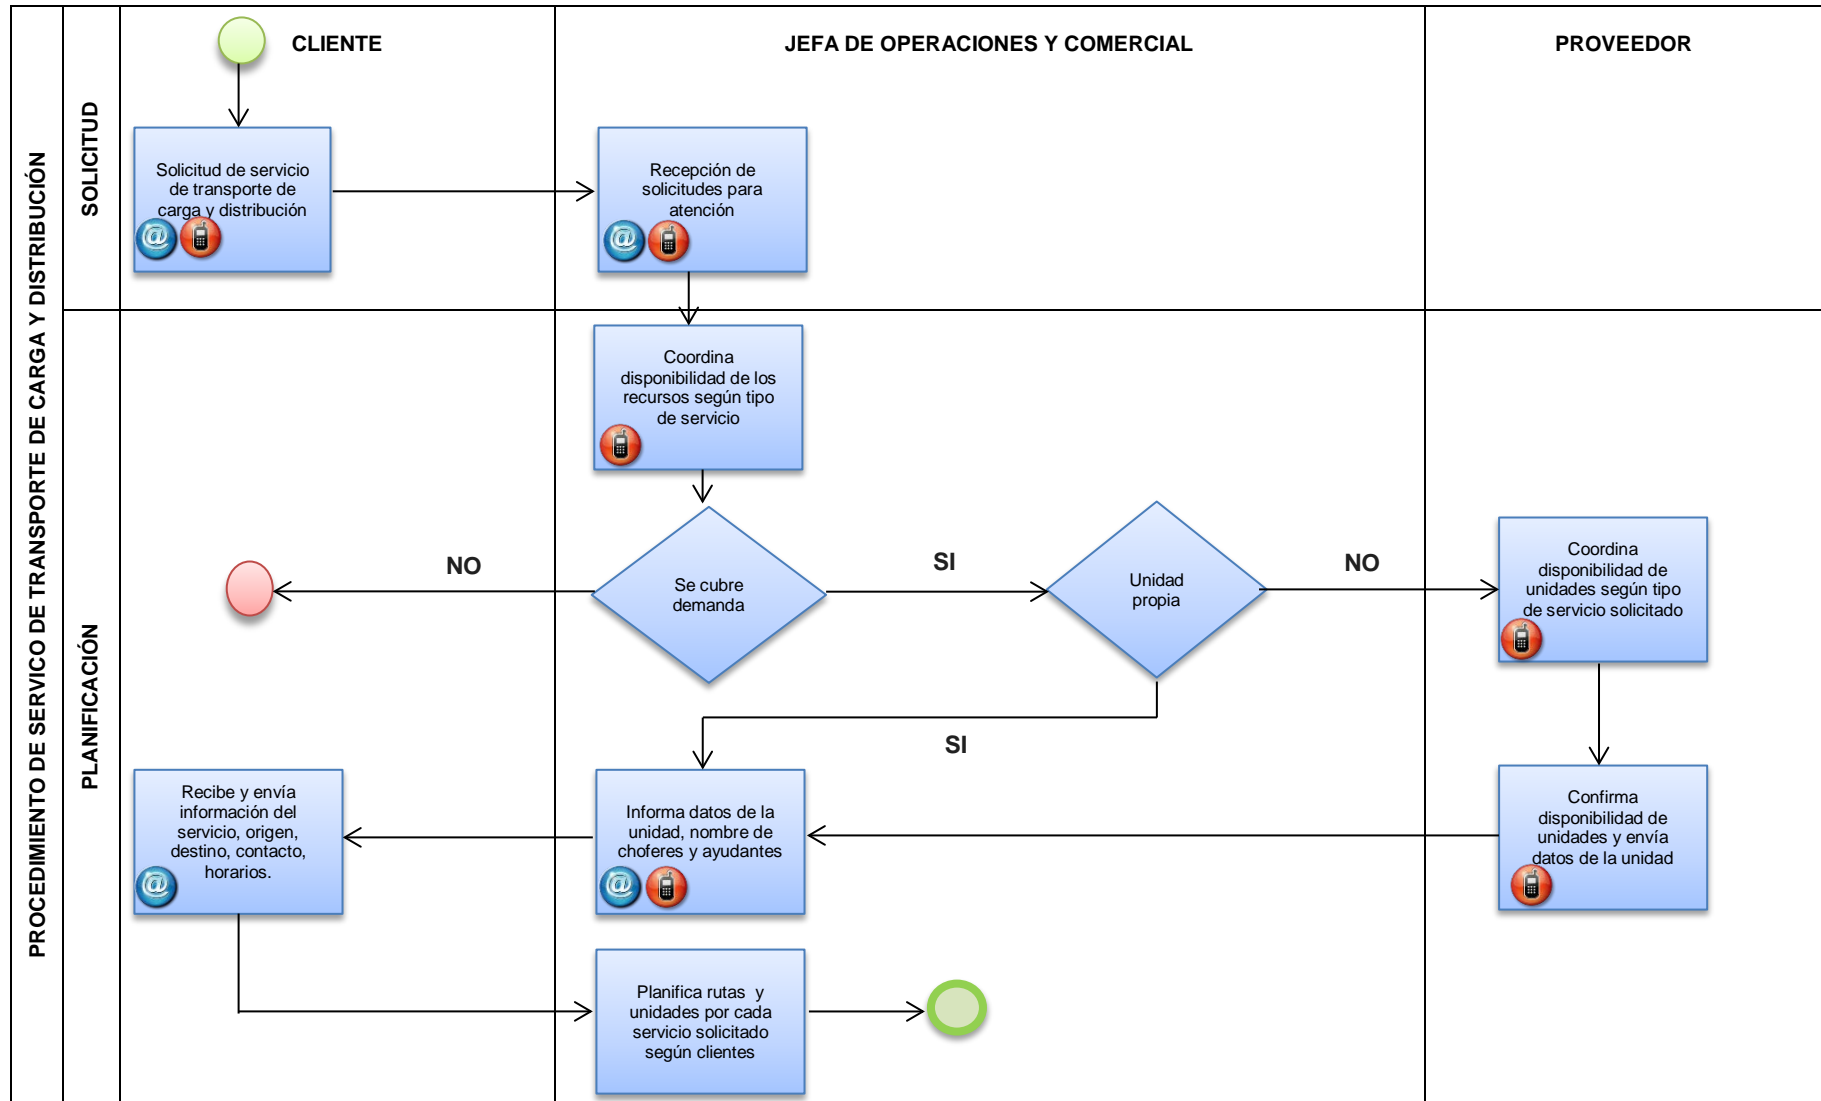 PROCEDIMIENTO DE SERVICO DE TRANSPORTE DE CARGA Y DISTRIBUCIÓN
SOLICITUD
CLIENTE
JEFA DE OPERACIONES Y COMERCIAL
PROVEEDOR
Solicitud de servicio
de transporte de
carga y distribución
Recepción de
solicitudes para
atención
PLANIFICACIÓN
Coordina
disponibilidad de los
recursos según tipo
de servicio
NO
Se cubre
demanda
SI
Unidad
propia
NO
Coordina
disponibilidad de
unidades según tipo
de servicio solicitado
SI
Recibe y envía
información del
servicio, origen,
destino, contacto,
horarios.
Informa datos de la
unidad, nombre de
choferes y ayudantes
Confirma
disponibilidad de
unidades y envía
datos de la unidad
Planifica rutas  y
unidades por cada
servicio solicitado
según clientes